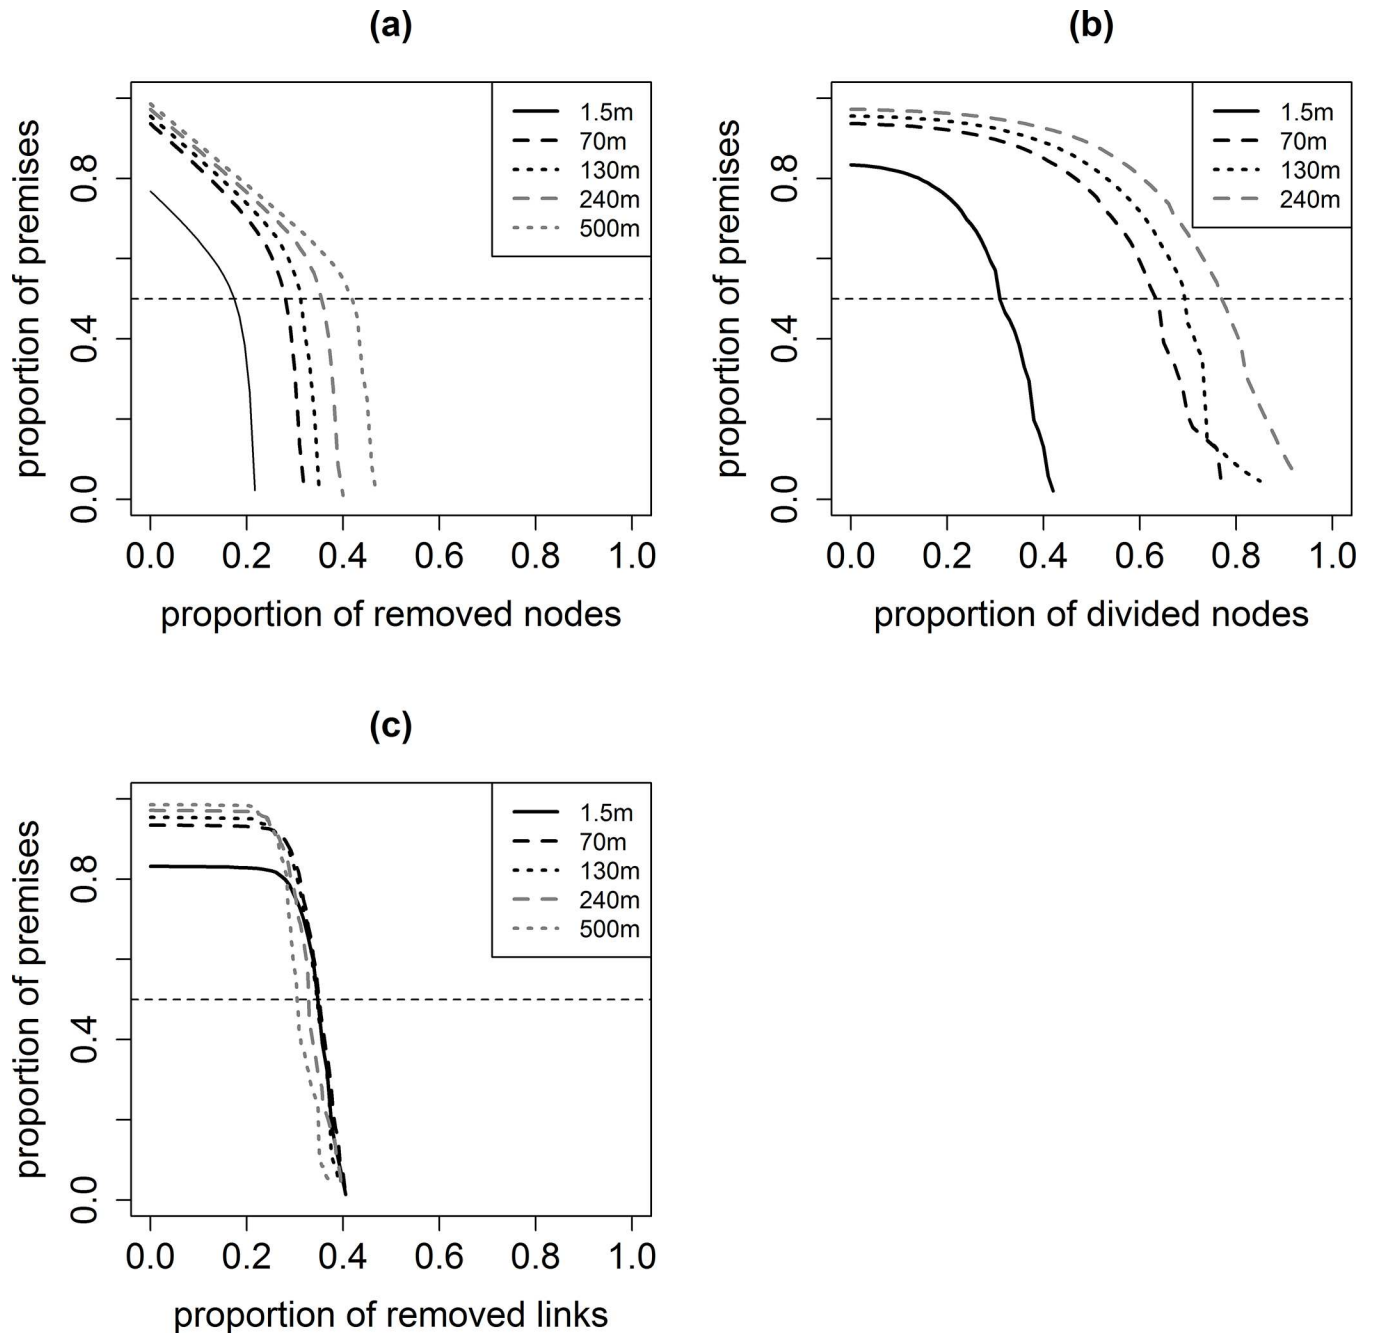 (a)
proportion of premises
0.0 0.4 0.8
1.5m
70m
130m
240m
500m
0.0 0.2 0.4 0.6 0.8 1.0
proportion of removed nodes
(b)
proportion of premises
0.0 0.4 0.8
1.5m
70m
130m
240m
0.0 0.2 0.4 0.6 0.8 1.0
proportion of divided nodes
(c)
proportion of premises
0.0 0.4 0.8
1.5m
70m
130m
240m
500m
0.0 0.2 0.4 0.6 0.8 1.0
proportion of removed links